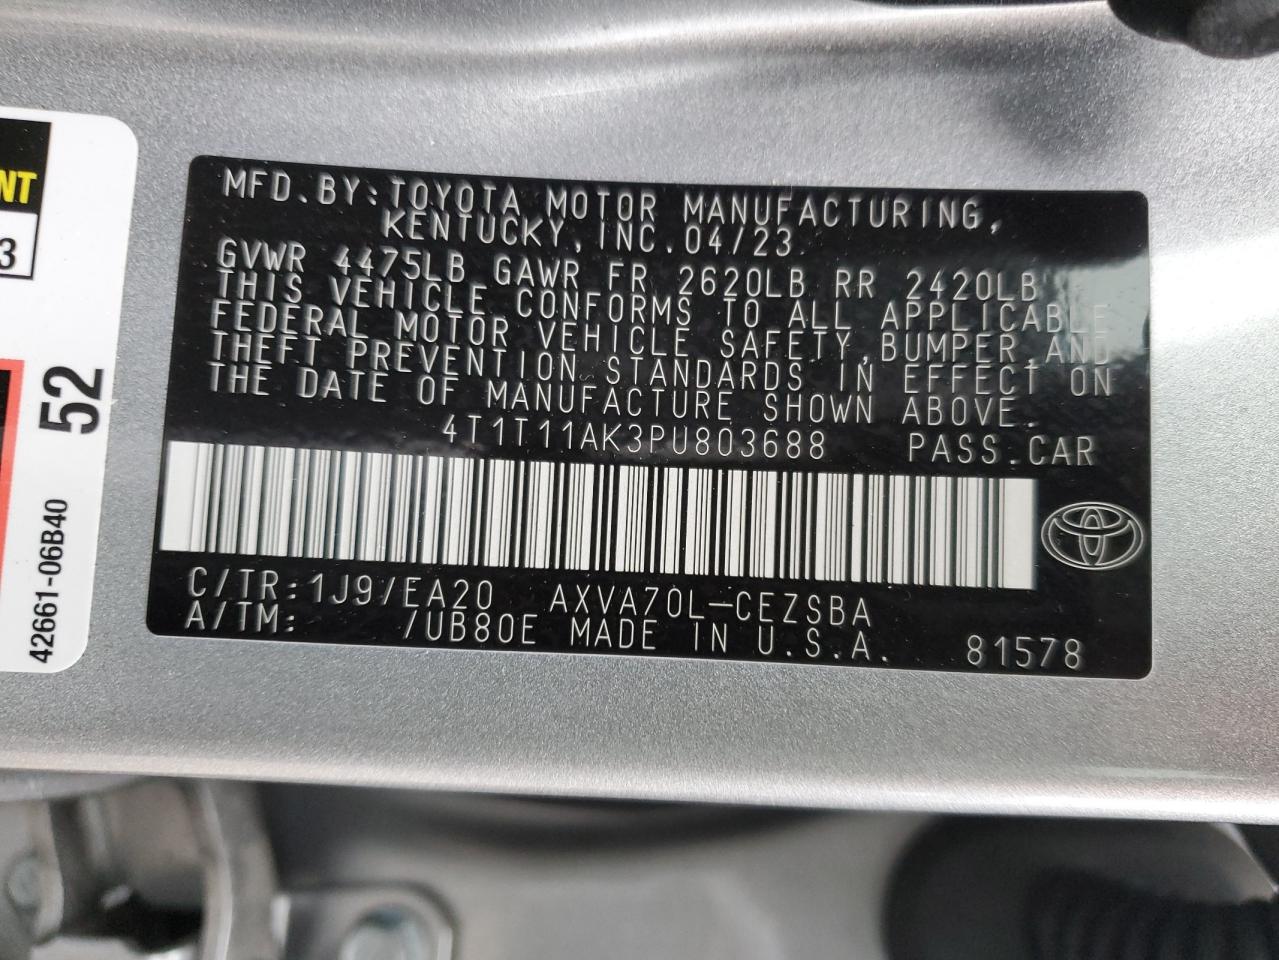 NT
3
52
42661-06B40
MFD.BY:TOYOTA MOTOR MANUFACTURING,
KENTUCKY,INC.04/23
GVWR 4475LB GAWR FR 2620LB RR 2420LB
THIS VEHICLE CONFORMS TO ALL APPLICABLE
FEDERAL MOTOR VEHICLE SAFETY,BUMPER,AND
THEFT PREVENTION STANDARDS IN EFFECT ON
THE DATE OF MANUFACTURE SHOWN ABOVE.
4T1T11AK3PU803688 PASS.CAR
C/TR:1J9/EA20 AXVA70L-CEZSBA
A/TM: /UB80E MADE IN U.S.A. 81578